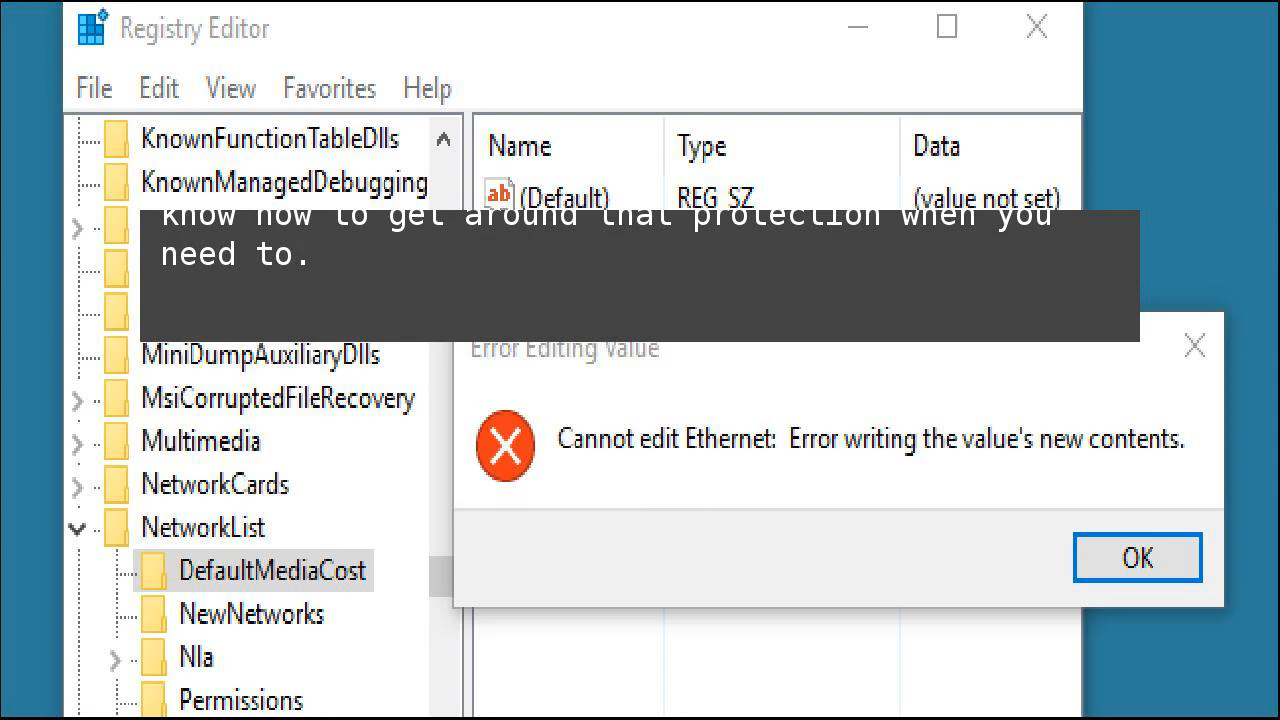 Registry Editor
File Edit View Favorites Help
KnownFunctionTableDlls
KnownManagedDebugging
Name Type Data
(Default) REG_SZ (value not set)
know how to get around that protection when you
need to.
MiniDumpAuxiliaryDlls
MsiCorruptedFileRecovery
Multimedia
NetworkCards
NetworkList
DefaultMediaCost
NewNetworks
Nla
Permissions
Error Editing Value
Cannot edit Ethernet: Error writing the value's new contents.
OK